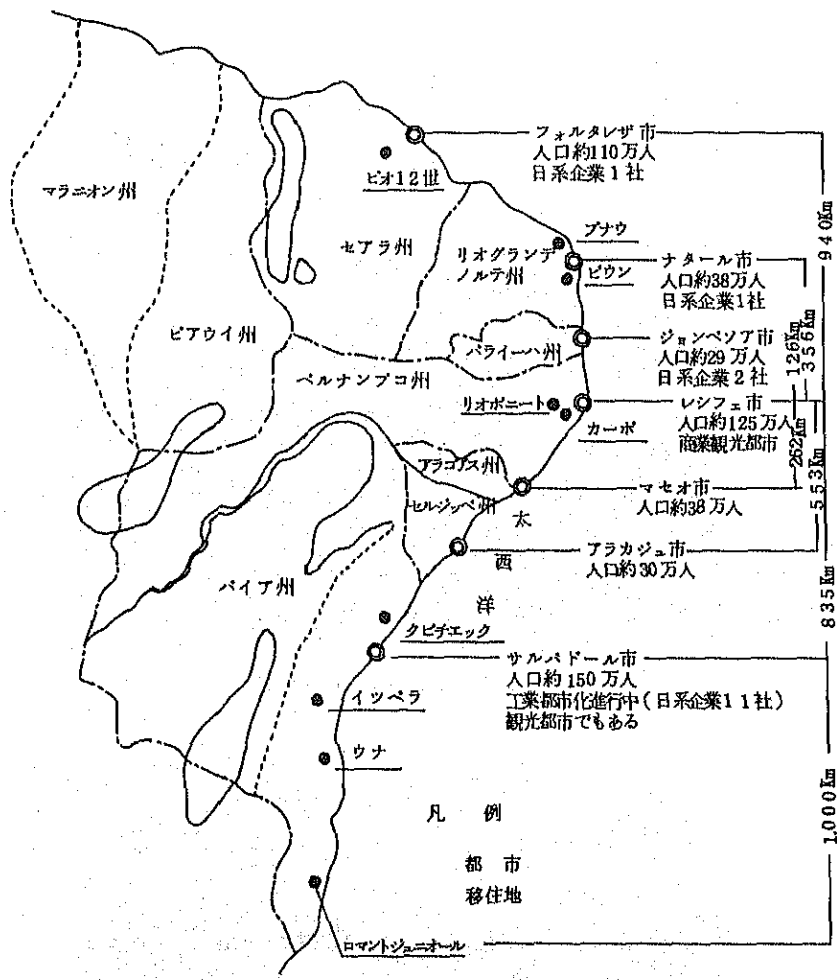 フォルタレザ市
人口約110万人
日系企業1社
ピオ12世
マラニオン州
セアラ州
プナウ
リオグランデ
ノルテ州
ピウン
ナタール市
人口約38万人
日系企業1社
940Km
ピアウイ州
パライーハ州
ジョンペソア市
人口約29万人
日系企業2社
126Km
356Km
ペルナンブコ州
リオボニート
カーボ
レシフェ市
人口約125万人
商業観光都市
262Km
553Km
アラコアス州
セルジッペ州
マセオ市
人口約38万人
太
西
洋
アラカジュ市
人口約30万人
バイア州
835Km
クビチエック
サルバドール市
人口約150万人
工業都市化進行中(日系企業11社)
観光都市でもある
イツベラ
ウナ
1,000Km
凡例
都市
移住地
ロマントジュニオール